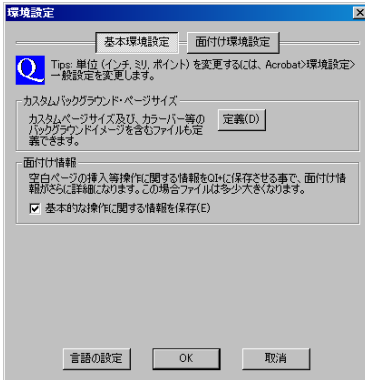 環境設定
基本環境設定 面付け環境設定
Q Tips: 単位 (インチ, ミリ, ポイント) を変更するには、Acrobat>環境設定>
一般設定を変更します。
カスタムバックグラウンド・ページサイズ
カスタムページサイズ及び、カラーバー等の
バックグラウンドイメージを含むファイルも定
義できます。
定義(D)
面付け情報
空白ページの挿入等操作に関する情報をQI+に保存させる事で、面付け情
報がさらに詳細になります。この場合ファイルは多少大きくなります。
基本的な操作に関する情報を保存(E)
言語の設定 OK 取消